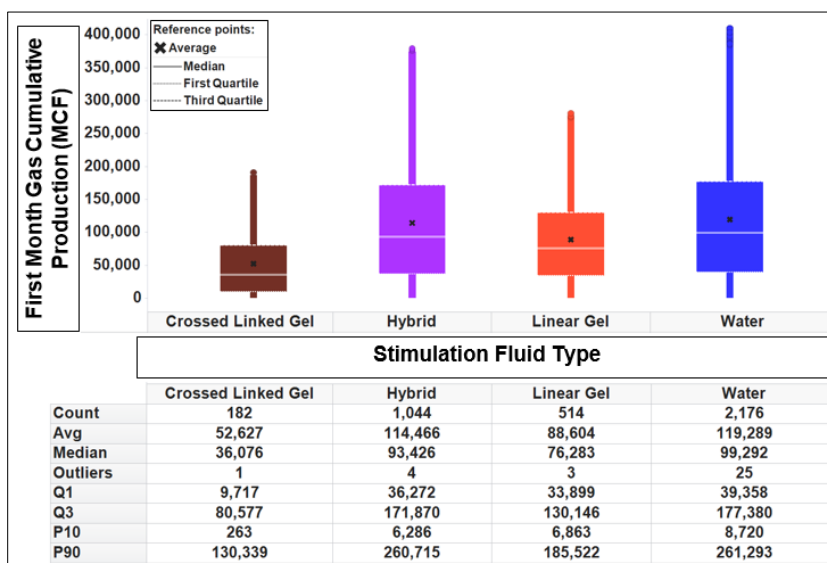 First Month Gas Cumulative
Production (MCF)
400,000
350,000
300,000
250,000
200,000
150,000
100,000
50,000
0
Reference points:
✖ Average
Median
First Quartile
Third Quartile
Crossed Linked Gel Hybrid Linear Gel Water
Stimulation Fluid Type
Crossed Linked Gel Hybrid Linear Gel Water
Count 182 1,044 514 2,176
Avg 52,627 114,466 88,604 119,289
Median 36,076 93,426 76,283 99,292
Outliers 1 4 3 25
Q1 9,717 36,272 33,899 39,358
Q3 80,577 171,870 130,146 177,380
P10 263 6,286 6,863 8,720
P90 130,339 260,715 185,522 261,293